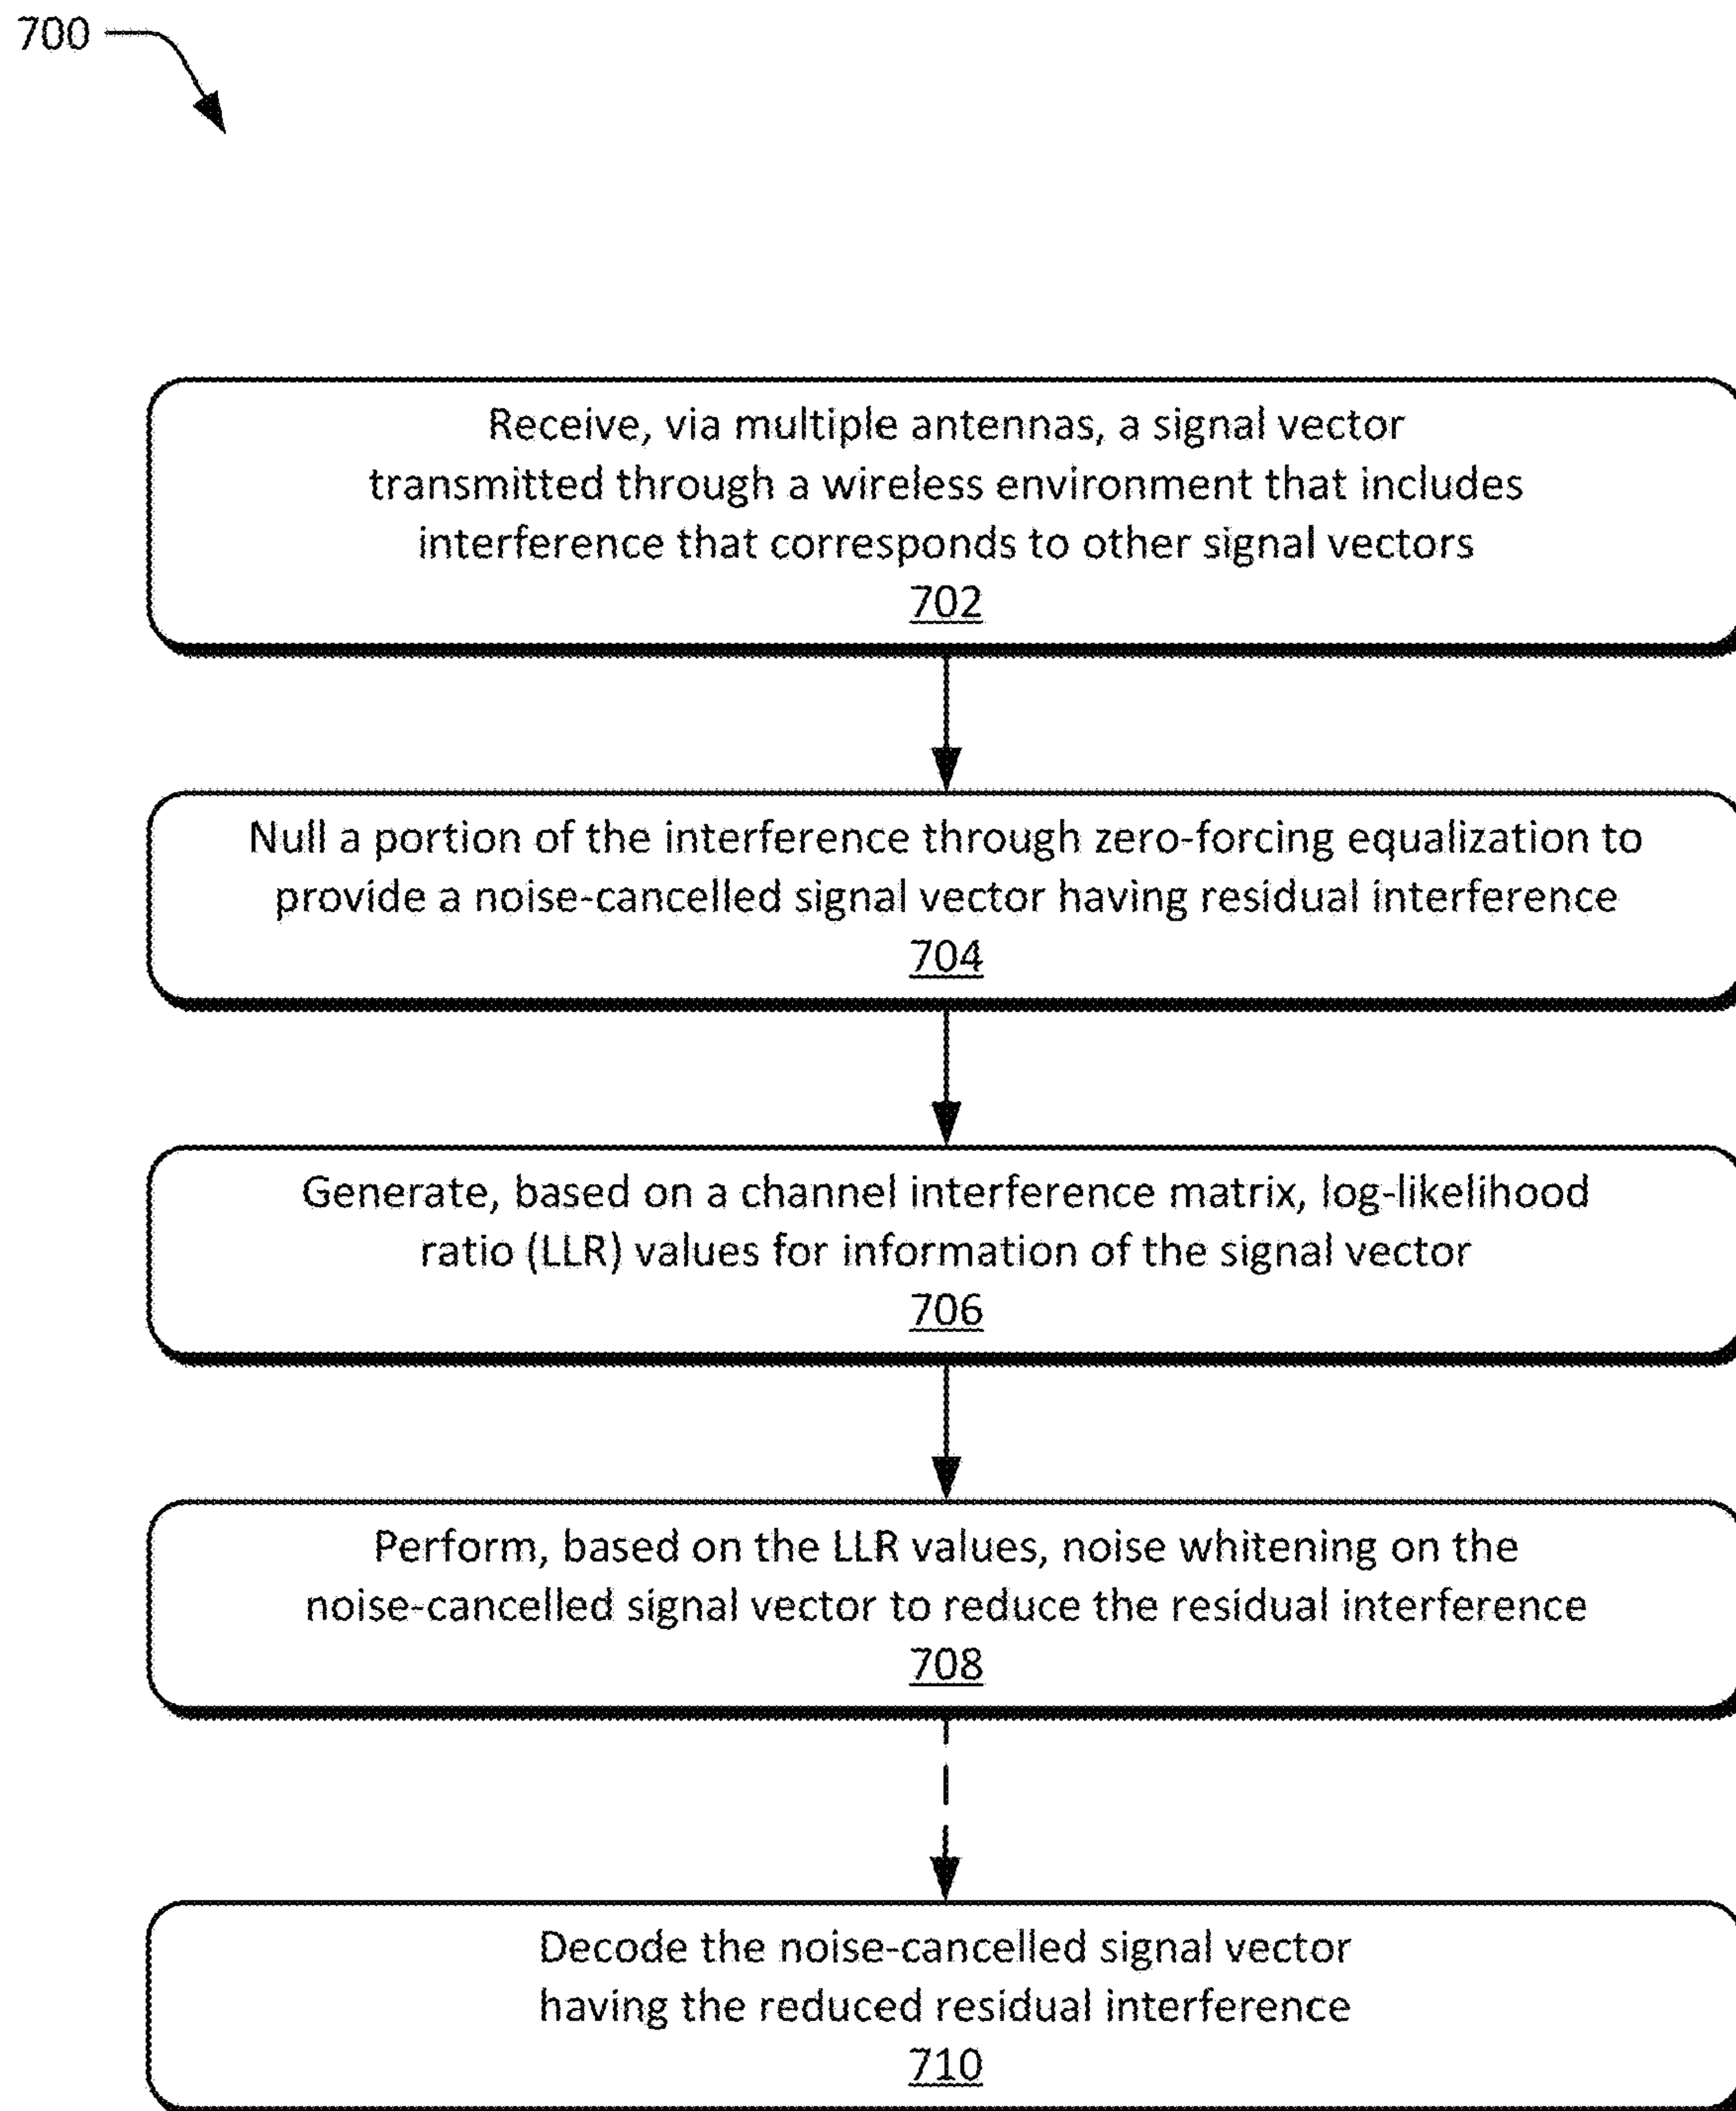 700
Receive, via multiple antennas, a signal vector
transmitted through a wireless environment that includes
interference that corresponds to other signal vectors
702
Null a portion of the interference through zero-forcing equalization to
provide a noise-cancelled signal vector having residual interference
704
Generate, based on a channel interference matrix, log-likelihood
ratio (LLR) values for information of the signal vector
706
Perform, based on the LLR values, noise whitening on the
noise-cancelled signal vector to reduce the residual interference
708
Decode the noise-cancelled signal vector
having the reduced residual interference
710